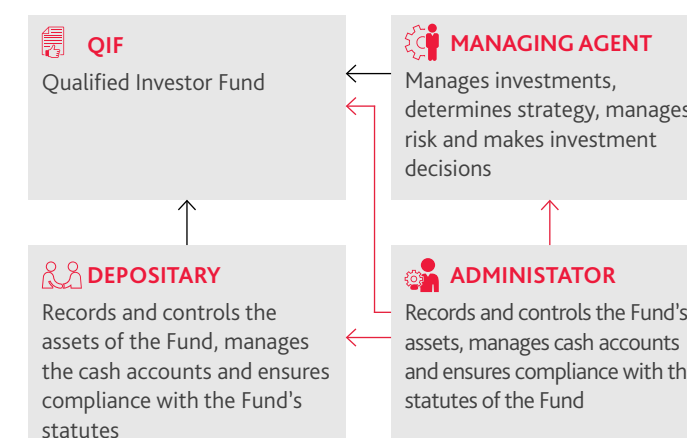 QIF
Qualified Investor Fund
MANAGING AGENT
Manages investments,
determines strategy, manages
risk and makes investment
decisions
DEPOSITARY
Records and controls the
assets of the Fund, manages
the cash accounts and ensures
compliance with the Fund's
statutes
ADMINISTATOR
Records and controls the Fund's
assets, manages cash accounts
and ensures compliance with th
statutes of the Fund